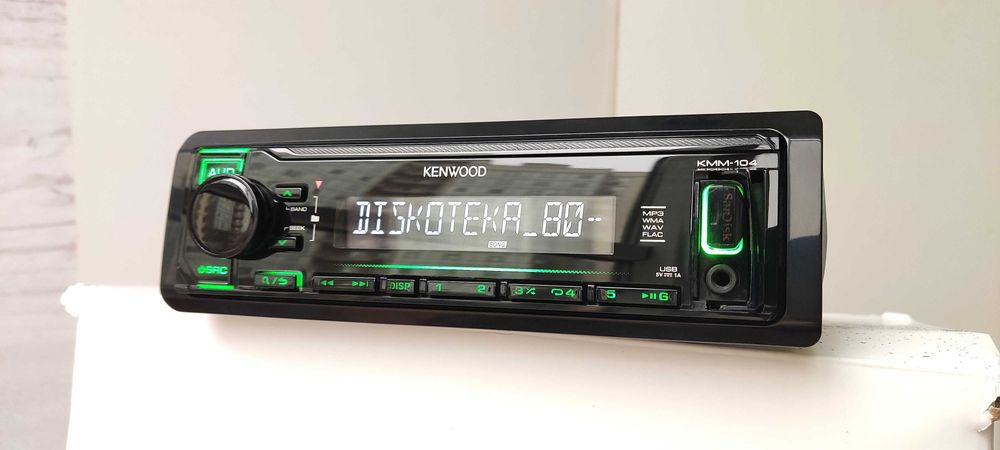 KENWOOD
KMM-104
AUD
BAND
SEEK
DISKOTEKA_80-
SONG
MP3
WMA
WAV
FLAC
SanDisk
USB
5V 1A
SRC
DISP
1
2
3
4
5
6